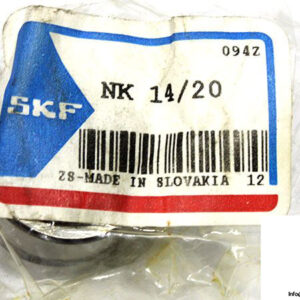 094Z
SKF
NK 14/20
ZS-MADE IN SLOVAKIA 12